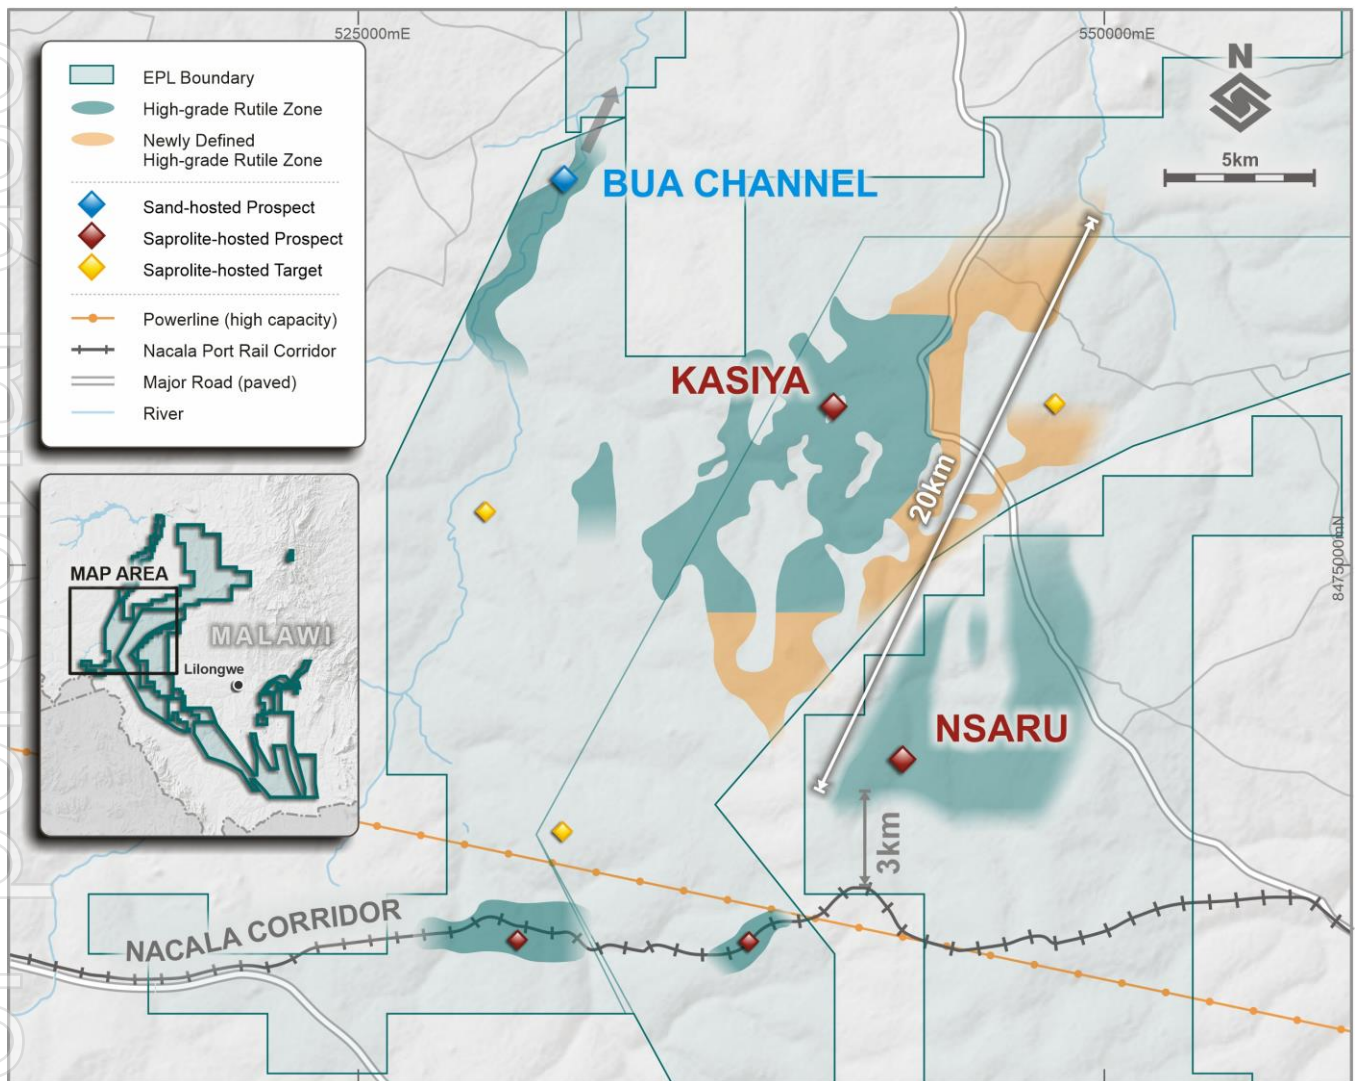 525000mE
550000mE
EPL Boundary
High-grade Rutile Zone
Newly Defined
High-grade Rutile Zone
Sand-hosted Prospect
Saprolite-hosted Prospect
Saprolite-hosted Target
Powerline (high capacity)
Nacala Port Rail Corridor
Major Road (paved)
River
N
5km
BUA CHANNEL
KASIYA
20km
8475000mN
MAP AREA
MALAWI
Lilongwe
NSARU
3km
NACALA CORRIDOR